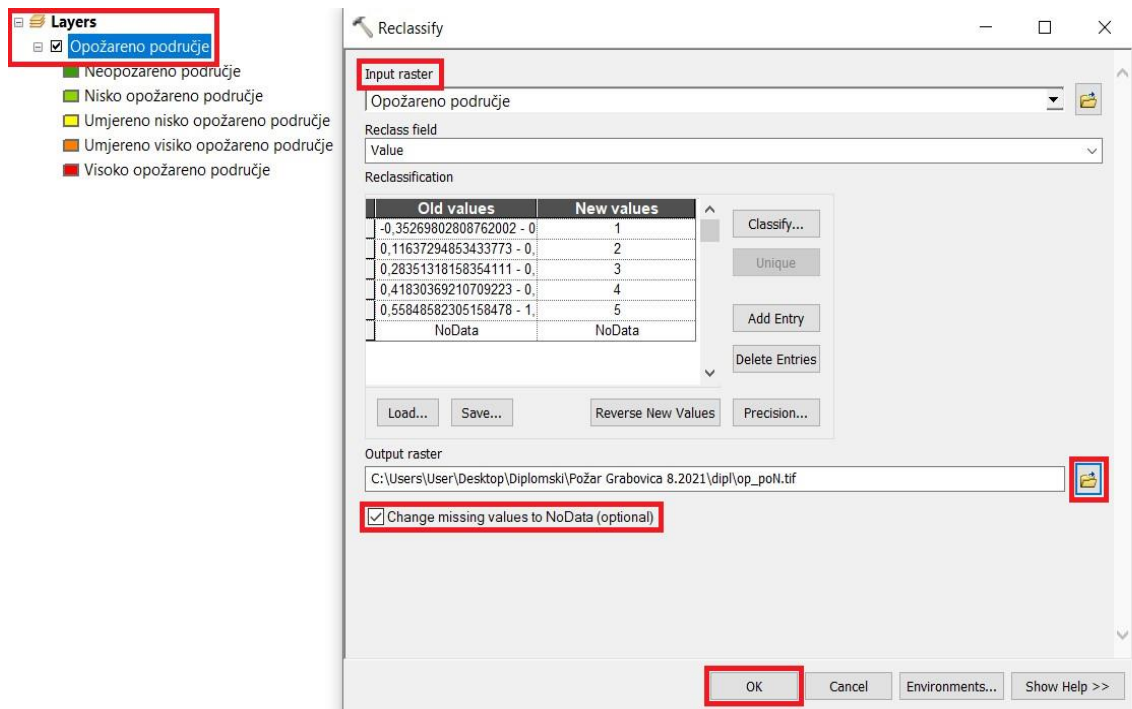 Layers
Opožareno područje
Neopožareno područje
Nisko opožareno područje
Umjereno nisko opožareno područje
Umjereno visiko opožareno područje
Visoko opožareno područje
Reclassify
Input raster
Opožareno područje
Reclass field
Value
Reclassification
Old values New values
-0,35269802808762002 - 0 1
0,11637294853433773 - 0, 2
0,28351318158354111 - 0, 3
0,41830369210709223 - 0, 4
0,55848582305158478 - 1, 5
NoData NoData
Classify...
Unique
Add Entry
Delete Entries
Load... Save... Reverse New Values Precision...
Output raster
C:\Users\User\Desktop\Diplomski\Požar Grabovica 8.2021\dipl\op_poN.tif
Change missing values to NoData (optional)
OK Cancel Environments... Show Help >>